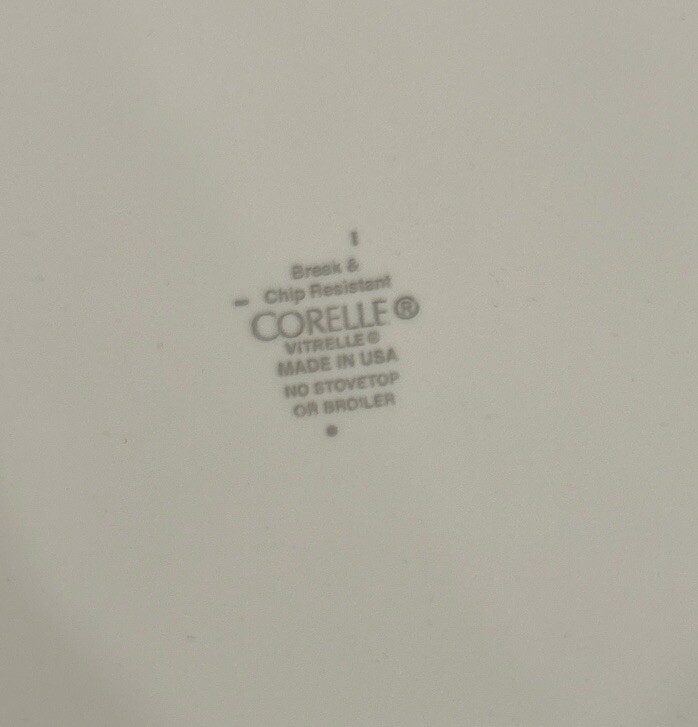 Break &
Chip Resistant
CORELLE®
VITRELLE®
MADE IN USA
NO STOVETOP
OR BROILER